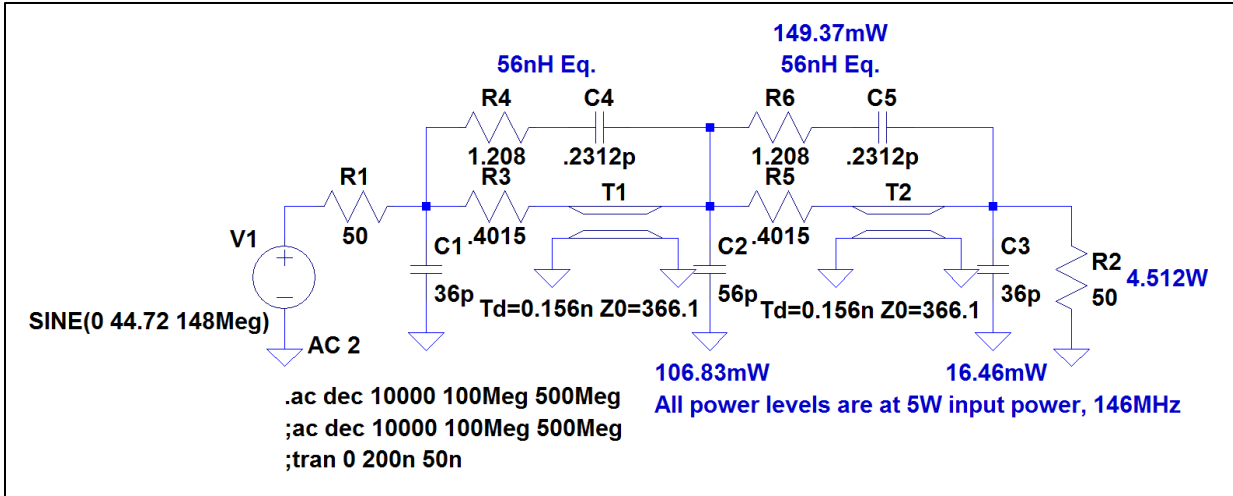 149.37mW
56nH Eq.
56nH Eq.
R4
C4
R6
C5
1.208
.2312p
1.208
.2312p
R1
R3
T1
R5
T2
50
.4015
.4015
V1
C1
C2
C3
R2
4.512W
36p
56p
36p
50
Td=0.156n Z0=366.1
Td=0.156n Z0=366.1
SINE(0 44.72 148Meg)
AC 2
106.83mW
16.46mW
All power levels are at 5W input power, 146MHz
.ac dec 10000 100Meg 500Meg
;ac dec 10000 100Meg 500Meg
;tran 0 200n 50n